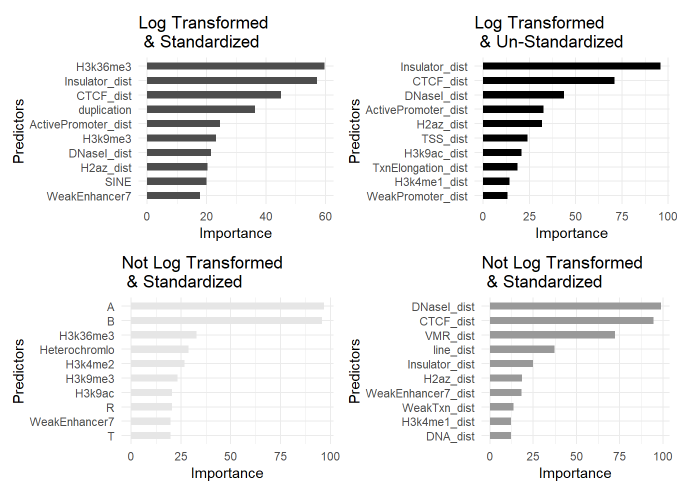 Log Transformed
& Standardized
Predictors
H3k36me3
Insulator_dist
CTCF_dist
duplication
ActivePromoter_dist
H3k9me3
DNaseI_dist
H2az_dist
SINE
WeakEnhancer7
0 20 40 60
Importance
Log Transformed
& Un-Standardized
Predictors
Insulator_dist
CTCF_dist
DNaseI_dist
ActivePromoter_dist
H2az_dist
TSS_dist
H3k9ac_dist
TxnElongation_dist
H3k4me1_dist
WeakPromoter_dist
0 25 50 75 100
Importance
Not Log Transformed
& Standardized
Predictors
A
B
H3k36me3
Heterochromlo
H3k4me2
H3k9me3
H3k9ac
R
WeakEnhancer7
T
0 25 50 75 100
Importance
Not Log Transformed
& Standardized
Predictors
DNaseI_dist
CTCF_dist
VMR_dist
line_dist
Insulator_dist
H2az_dist
WeakEnhancer7_dist
WeakTxn_dist
H3k4me1_dist
DNA_dist
0 25 50 75 100
Importance